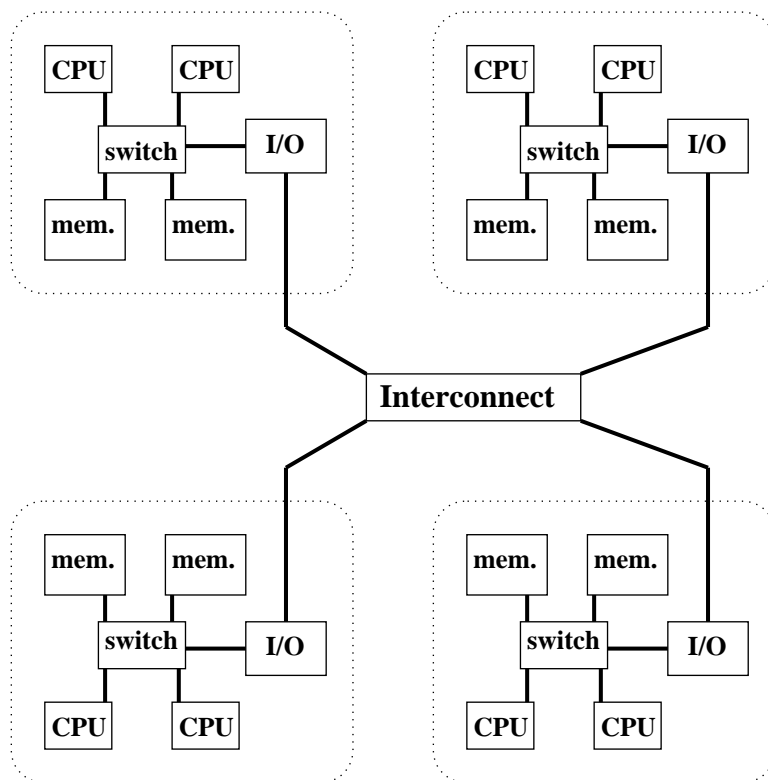 CPU CPU
switch I/O
mem. mem.
CPU CPU
switch I/O
mem. mem.
Interconnect
mem. mem.
switch I/O
CPU CPU
mem. mem.
switch I/O
CPU CPU